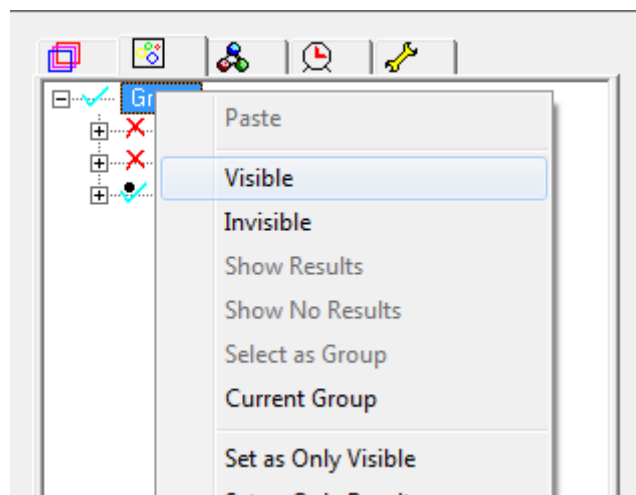 Gr
Paste
Visible
Invisible
Show Results
Show No Results
Select as Group
Current Group
Set as Only Visible